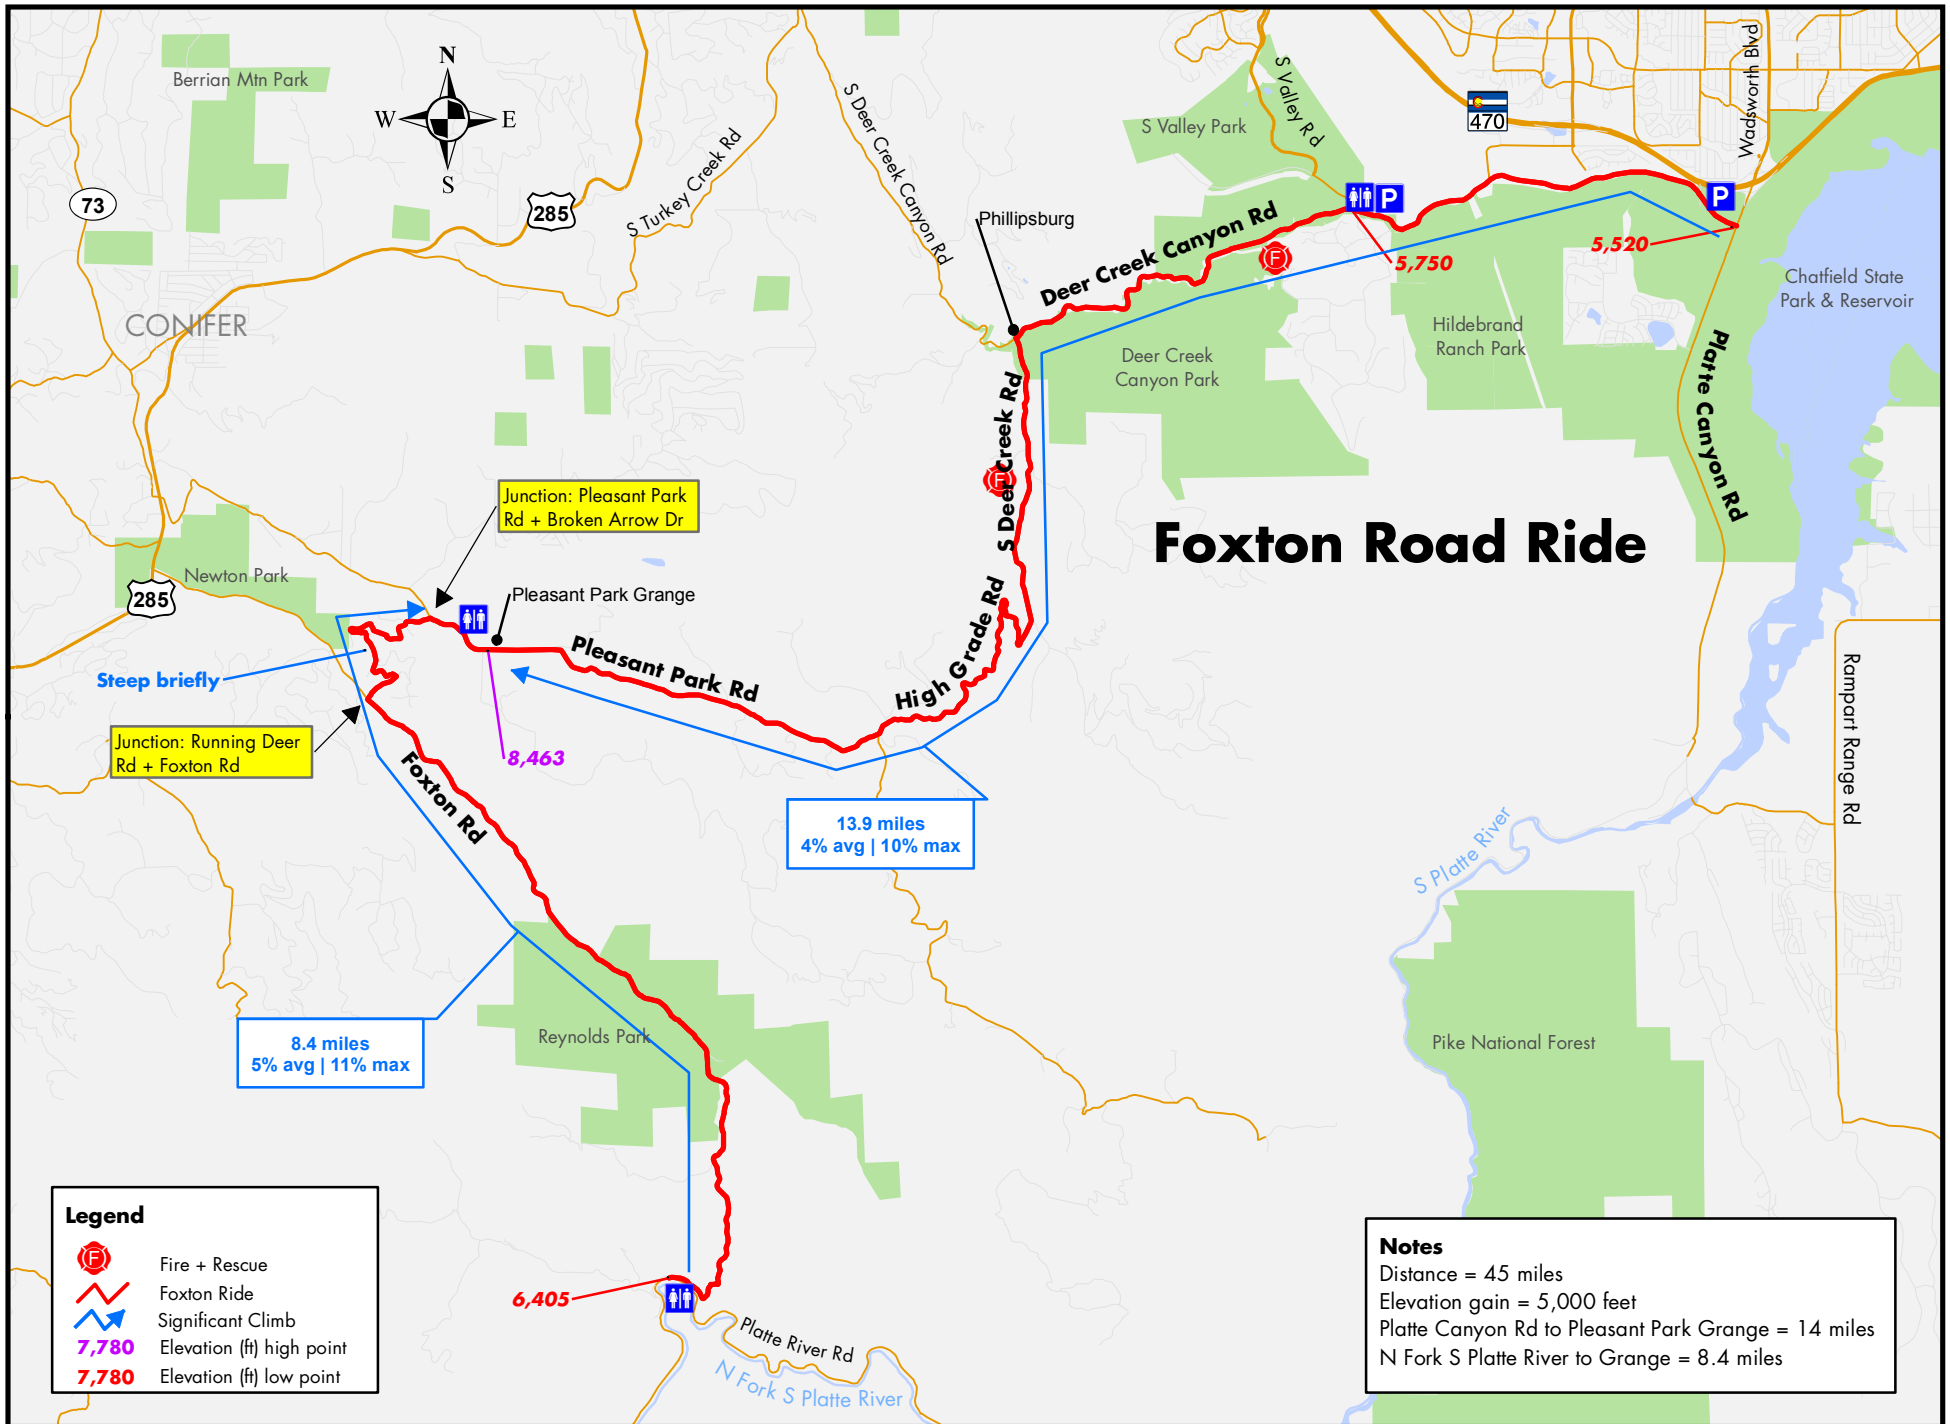 Berrian Mtn Park
N
W
E
S
73
285
S Turkey Creek Rd
S Deer Creek Canyon Rd
S Valley Park
S Valley Rd
470
Wadsworth Blvd
P
P
Phillipsburg
Deer Creek Canyon Rd
5,750
5,520
Chatfield State
Park & Reservoir
CONIFER
Hildebrand
Ranch Park
Deer Creek
Canyon Park
Platte Canyon Rd
S Deer Creek Rd
F
F
Junction: Pleasant Park
Rd + Broken Arrow Dr
Foxton Road Ride
Newton Park
285
Pleasant Park Grange
Pleasant Park Rd
High Grade Rd
Steep briefly
Junction: Running Deer
Rd + Foxton Rd
8,463
Foxton Rd
13.9 miles
4% avg | 10% max
Rampart Range Rd
S Platte River
8.4 miles
5% avg | 11% max
Reynolds Park
Pike National Forest
6,405
Platte River Rd
N Fork S Platte River
Legend
F
Fire + Rescue
Foxton Ride
Significant Climb
7,780 Elevation (ft) high point
7,780 Elevation (ft) low point
Notes
Distance = 45 miles
Elevation gain = 5,000 feet
Platte Canyon Rd to Pleasant Park Grange = 14 miles
N Fork S Platte River to Grange = 8.4 miles